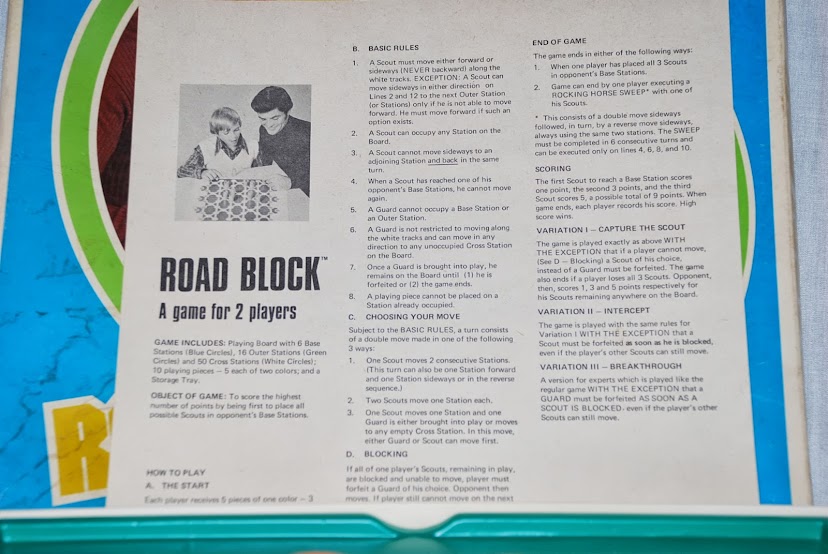 ROAD BLOCK™
A game for 2 players
GAME INCLUDES: Playing Board with 6 Base
Stations (Blue Circles), 16 Outer Stations (Green
Circles) and 50 Cross Stations (White Circles);
10 playing pieces – 5 each of two colors; and a
Storage Tray.
OBJECT OF GAME: To score the highest
number of points by being first to place all
possible Scouts in opponent's Base Stations.
HOW TO PLAY
A. THE START
Each player receives 5 pieces of one color – 3
B. BASIC RULES
1. A Scout must move either forward or
sideways (NEVER backward) along the
white tracks. EXCEPTION: A Scout can
move sideways in either direction on
Lines 2 and 12 to the next Outer Station
(or Stations) only if he is not able to move
forward. He must move forward if such an
option exists.
2. A Scout can occupy any Station on the
Board.
3. A Scout cannot move sideways to an
adjoining Station and back in the same
turn.
4. When a Scout has reached one of his
opponent's Base Stations, he cannot move
again.
5. A Guard cannot occupy a Base Station or
an Outer Station.
6. A Guard is not restricted to moving along
the white tracks and can move in any
direction to any unoccupied Cross Station
on the Board.
7. Once a Guard is brought into play, he
remains on the Board until (1) he is
forfeited or (2) the game ends.
8. A playing piece cannot be placed on a
Station already occupied.
C. CHOOSING YOUR MOVE
Subject to the BASIC RULES, a turn consists
of a double move made in one of the following
3 ways:
1. One Scout moves 2 consecutive Stations.
(This turn can also be one Station forward
and one Station sideways or in the reverse
sequence.)
2. Two Scouts move one Station each.
3. One Scout moves one Station and one
Guard is either brought into play or moves
to any empty Cross Station. In this move,
either Guard or Scout can move first.
D. BLOCKING
If all of one player's Scouts, remaining in play,
are blocked and unable to move, player must
forfeit a Guard of his choice. Opponent then
moves. If player still cannot move on the next
END OF GAME
The game ends in either of the following ways:
1. When one player has placed all 3 Scouts
in opponent's Base Stations.
2. Game can end by one player executing a
ROCKING HORSE SWEEP* with one of
his Scouts.
* This consists of a double move sideways
followed, in turn, by a reverse move sideways,
always using the same two stations. The SWEEP
must be completed in 6 consecutive turns and
can be executed only on lines 4, 6, 8, and 10.
SCORING
The first Scout to reach a Base Station scores
one point, the second 3 points, and the third
Scout scores 5, a possible total of 9 points. When
game ends, each player records his score. High
score wins.
VARIATION I – CAPTURE THE SCOUT
The game is played exactly as above WITH
THE EXCEPTION that if a player cannot move,
(See D – Blocking) a Scout of his choice,
instead of a Guard must be forfeited. The game
also ends if a player loses all 3 Scouts. Opponent,
then, scores 1, 3 and 5 points respectively for
his Scouts remaining anywhere on the Board.
VARIATION II – INTERCEPT
The game is played with the same rules for
Variation I WITH THE EXCEPTION that a
Scout must be forfeited as soon as he is blocked,
even if the player's other Scouts can still move.
VARIATION III – BREAKTHROUGH
A version for experts which is played like the
regular game WITH THE EXCEPTION that a
GUARD must be forfeited AS SOON AS A
SCOUT IS BLOCKED even if the player's other
Scouts can still move.